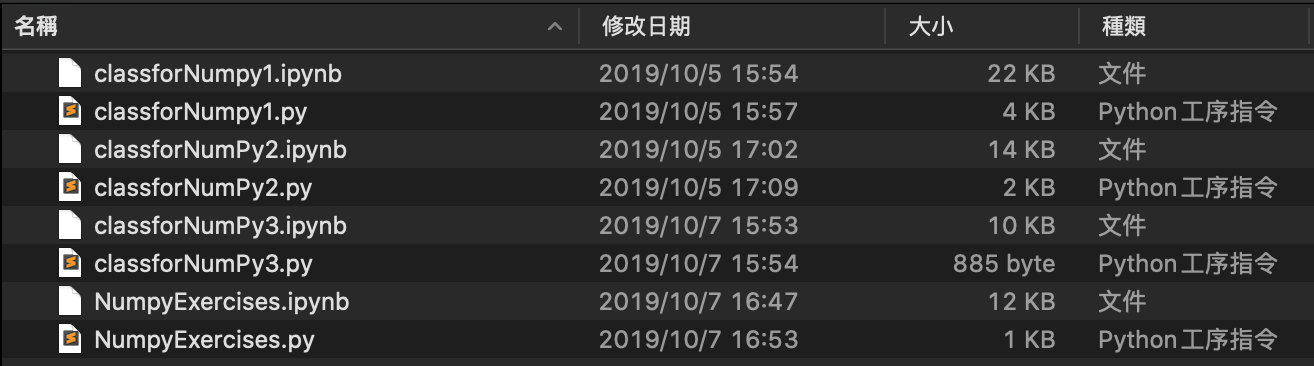 名稱 修改日期 大小 種類
classforNumpy1.ipynb 2019/10/5 15:54 22 KB 文件
classforNumpy1.py 2019/10/5 15:57 4 KB Python工序指令
classforNumPy2.ipynb 2019/10/5 17:02 14 KB 文件
classforNumPy2.py 2019/10/5 17:09 2 KB Python工序指令
classforNumPy3.ipynb 2019/10/7 15:53 10 KB 文件
classforNumPy3.py 2019/10/7 15:54 885 byte Python工序指令
NumpyExercises.ipynb 2019/10/7 16:47 12 KB 文件
NumpyExercises.py 2019/10/7 16:53 1 KB Python工序指令